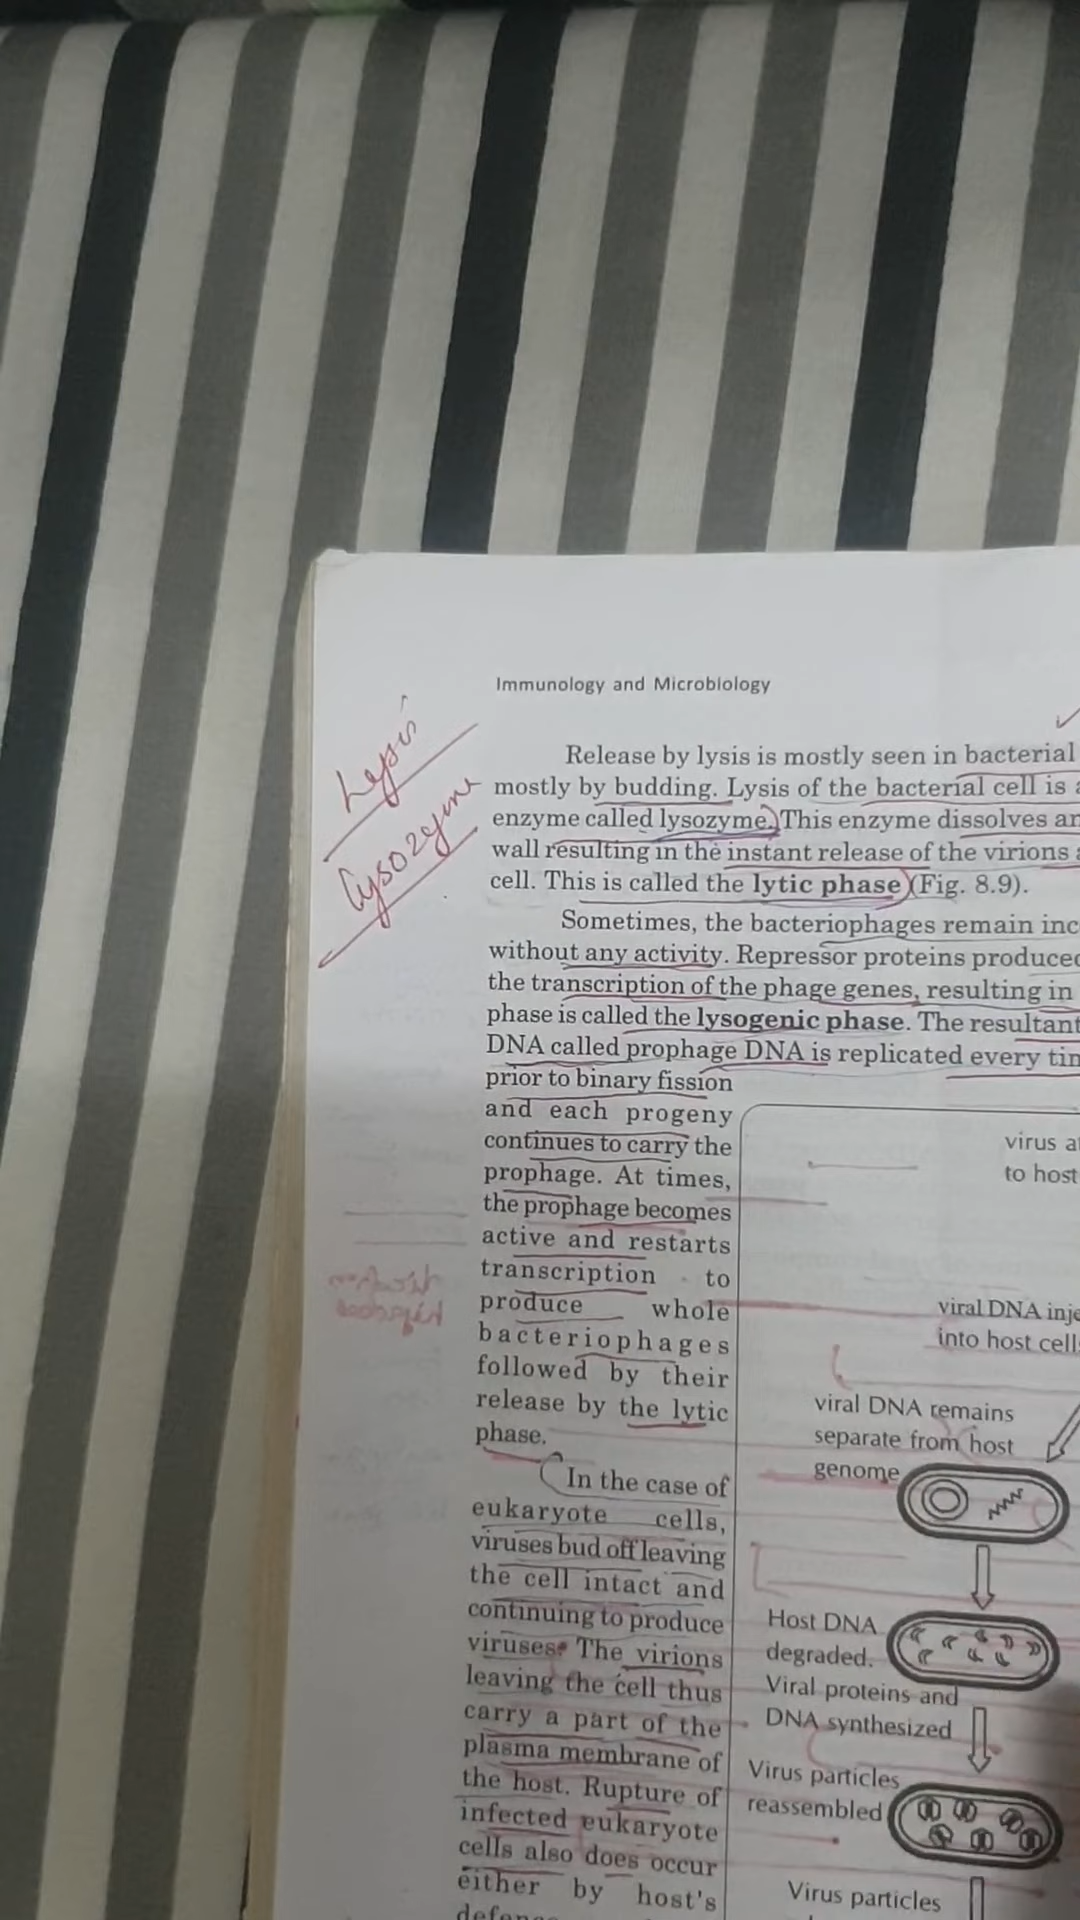 Immunology and Microbiology
Lysis
Lysozyme
Release by lysis is mostly seen in bacterial
mostly by budding. Lysis of the bacterial cell is
enzyme called lysozyme. This enzyme dissolves
wall resulting in the instant release of the virions
cell. This is called the lytic phase (Fig. 8.9).
Sometimes, the bacteriophages remain
without any activity. Repressor proteins produced
the transcription of the phage genes, resulting in
phase is called the lysogenic phase. The resultant
DNA called prophage DNA is replicated every
prior to binary fission
and each progeny
continues to carry the
prophage. At times,
the prophage becomes
active and restarts
transcription to
produce whole
bacteriophages
followed by their
release by the lytic
phase.
In the case of
eukaryote cells,
viruses bud off leaving
the cell intact and
continuing to produce
viruses. The virions
leaving the cell thus
carry a part of the
plasma membrane of
the host. Rupture of
infected eukaryote
cells also does occur
either by host's
virus
to host
viral DNA
into host
viral DNA remains
separate from host
genome
Host DNA
degraded.
Viral proteins and
DNA synthesized
Virus particles
reassembled
Virus particles